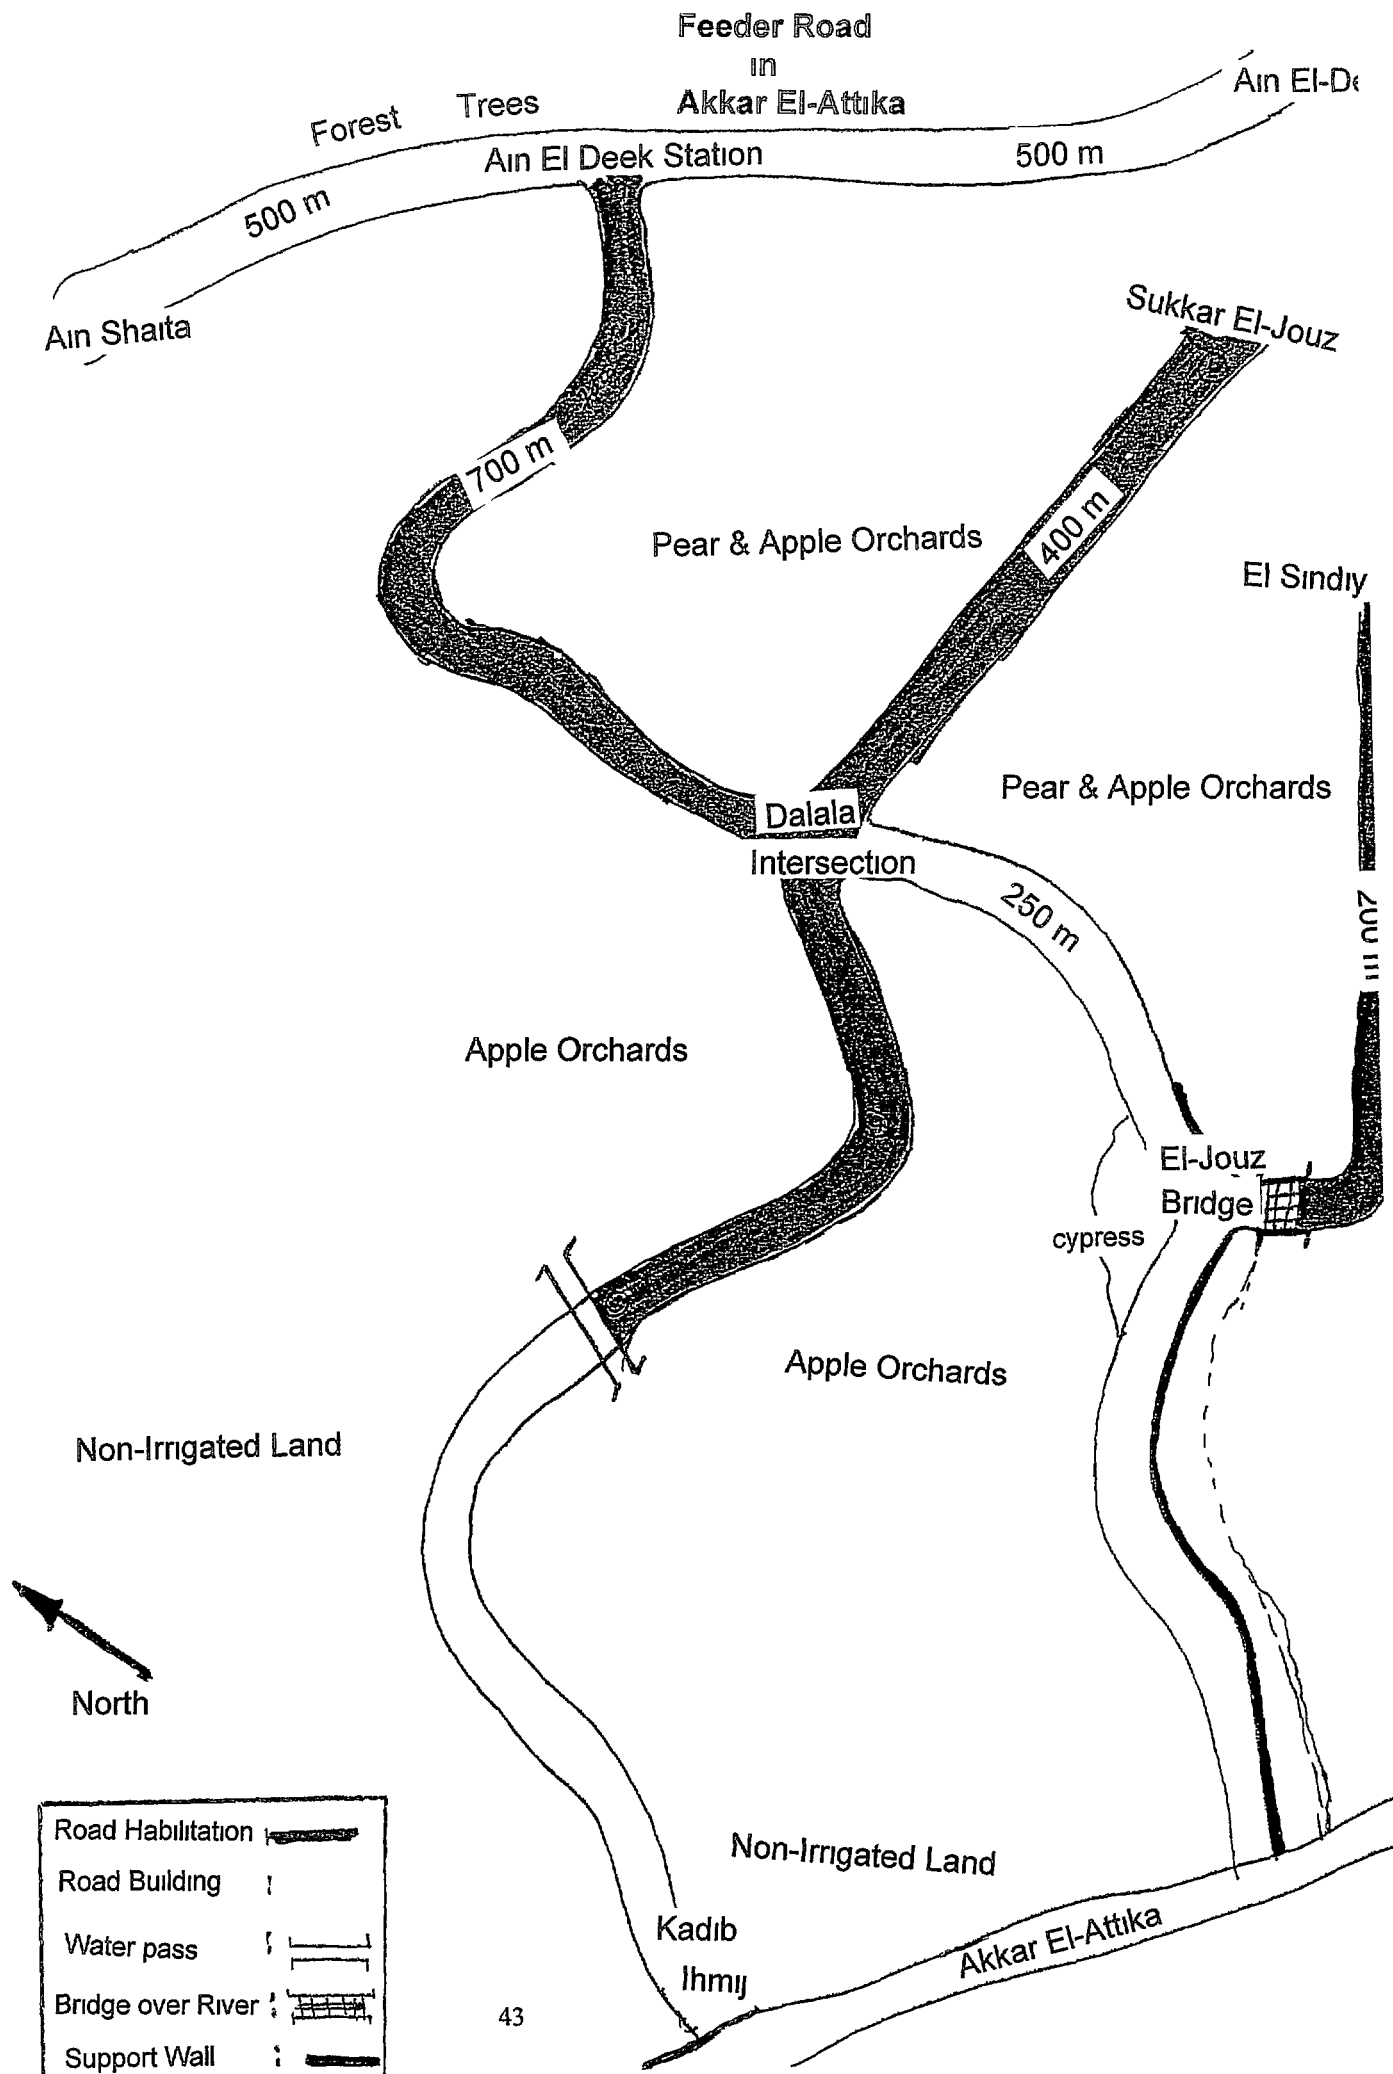 Feeder Road
in
Akkar El-Attika
Forest Trees
Ain El-De
Ain El Deek Station
500 m
500 m
Ain Shaita
Sukkar El-Jouz
700 m
400 m
Pear & Apple Orchards
El Sindiy
Pear & Apple Orchards
Dalala
Intersection
250 m
Apple Orchards
El-Jouz
Bridge
cypress
Apple Orchards
Non-Irrigated Land
North
Road Habilitation
Road Building
Non-Irrigated Land
Kadib
Ihmij
Akkar El-Attika
Water pass
Bridge over River
Support Wall
43